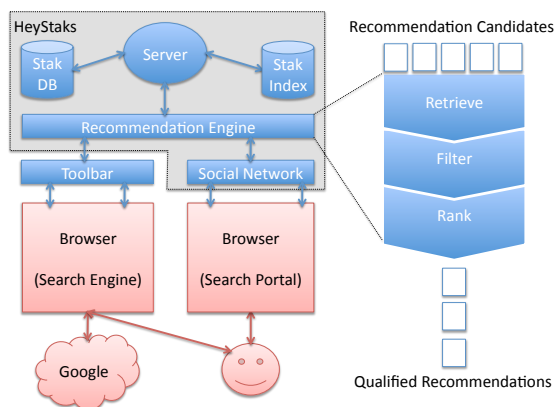 HeyStaks
Server
Stak
DB
Stak
Index
Recommendation Engine
Toolbar
Social Network
Browser
(Search Engine)
Browser
(Search Portal)
Google
Recommendation Candidates
Retrieve
Filter
Rank
Qualified Recommendations